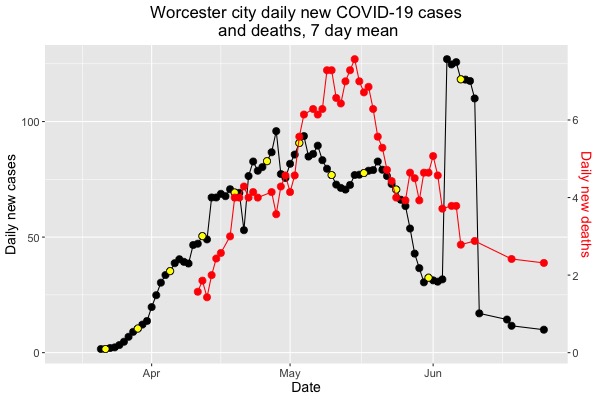 Worcester city daily new COVID-19 cases
and deaths, 7 day mean
Daily new cases
100
50
0
Daily new deaths
6
4
2
0
Apr
May
Jun
Date